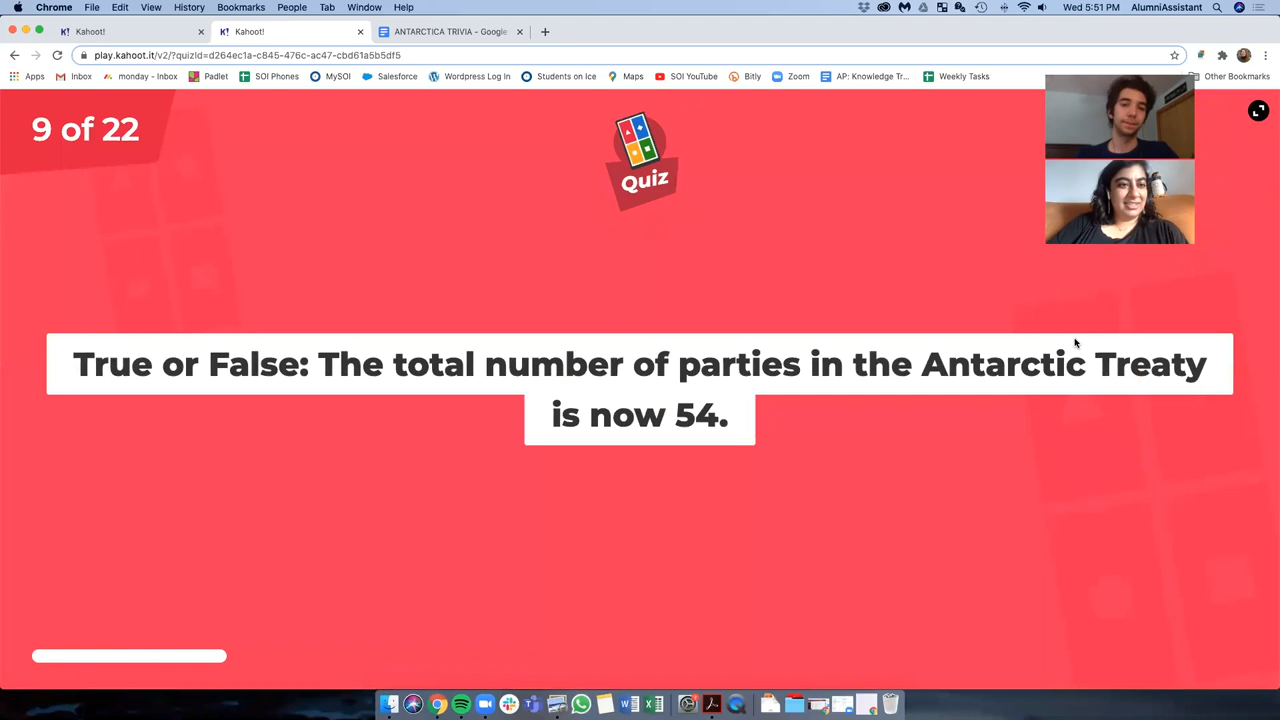 Chrome File Edit View History Bookmarks People Tab Window Help Wed 5:51 PM AlumniAssistant
Kahoot! Kahoot! ANTARCTICA TRIVIA - Google
play.kahoot.it/v2/?quizId=d264ec1a-c845-476c-ac47-cbd61a5b5df5
Apps Inbox monday - Inbox Padlet SOI Phones MySOI Salesforce Wordpress Log In Students on Ice Maps SOI YouTube Bitly Zoom AP: Knowledge Tr... Weekly Tasks Other Bookmarks
9 of 22
Quiz
True or False: The total number of parties in the Antarctic Treaty
is now 54.